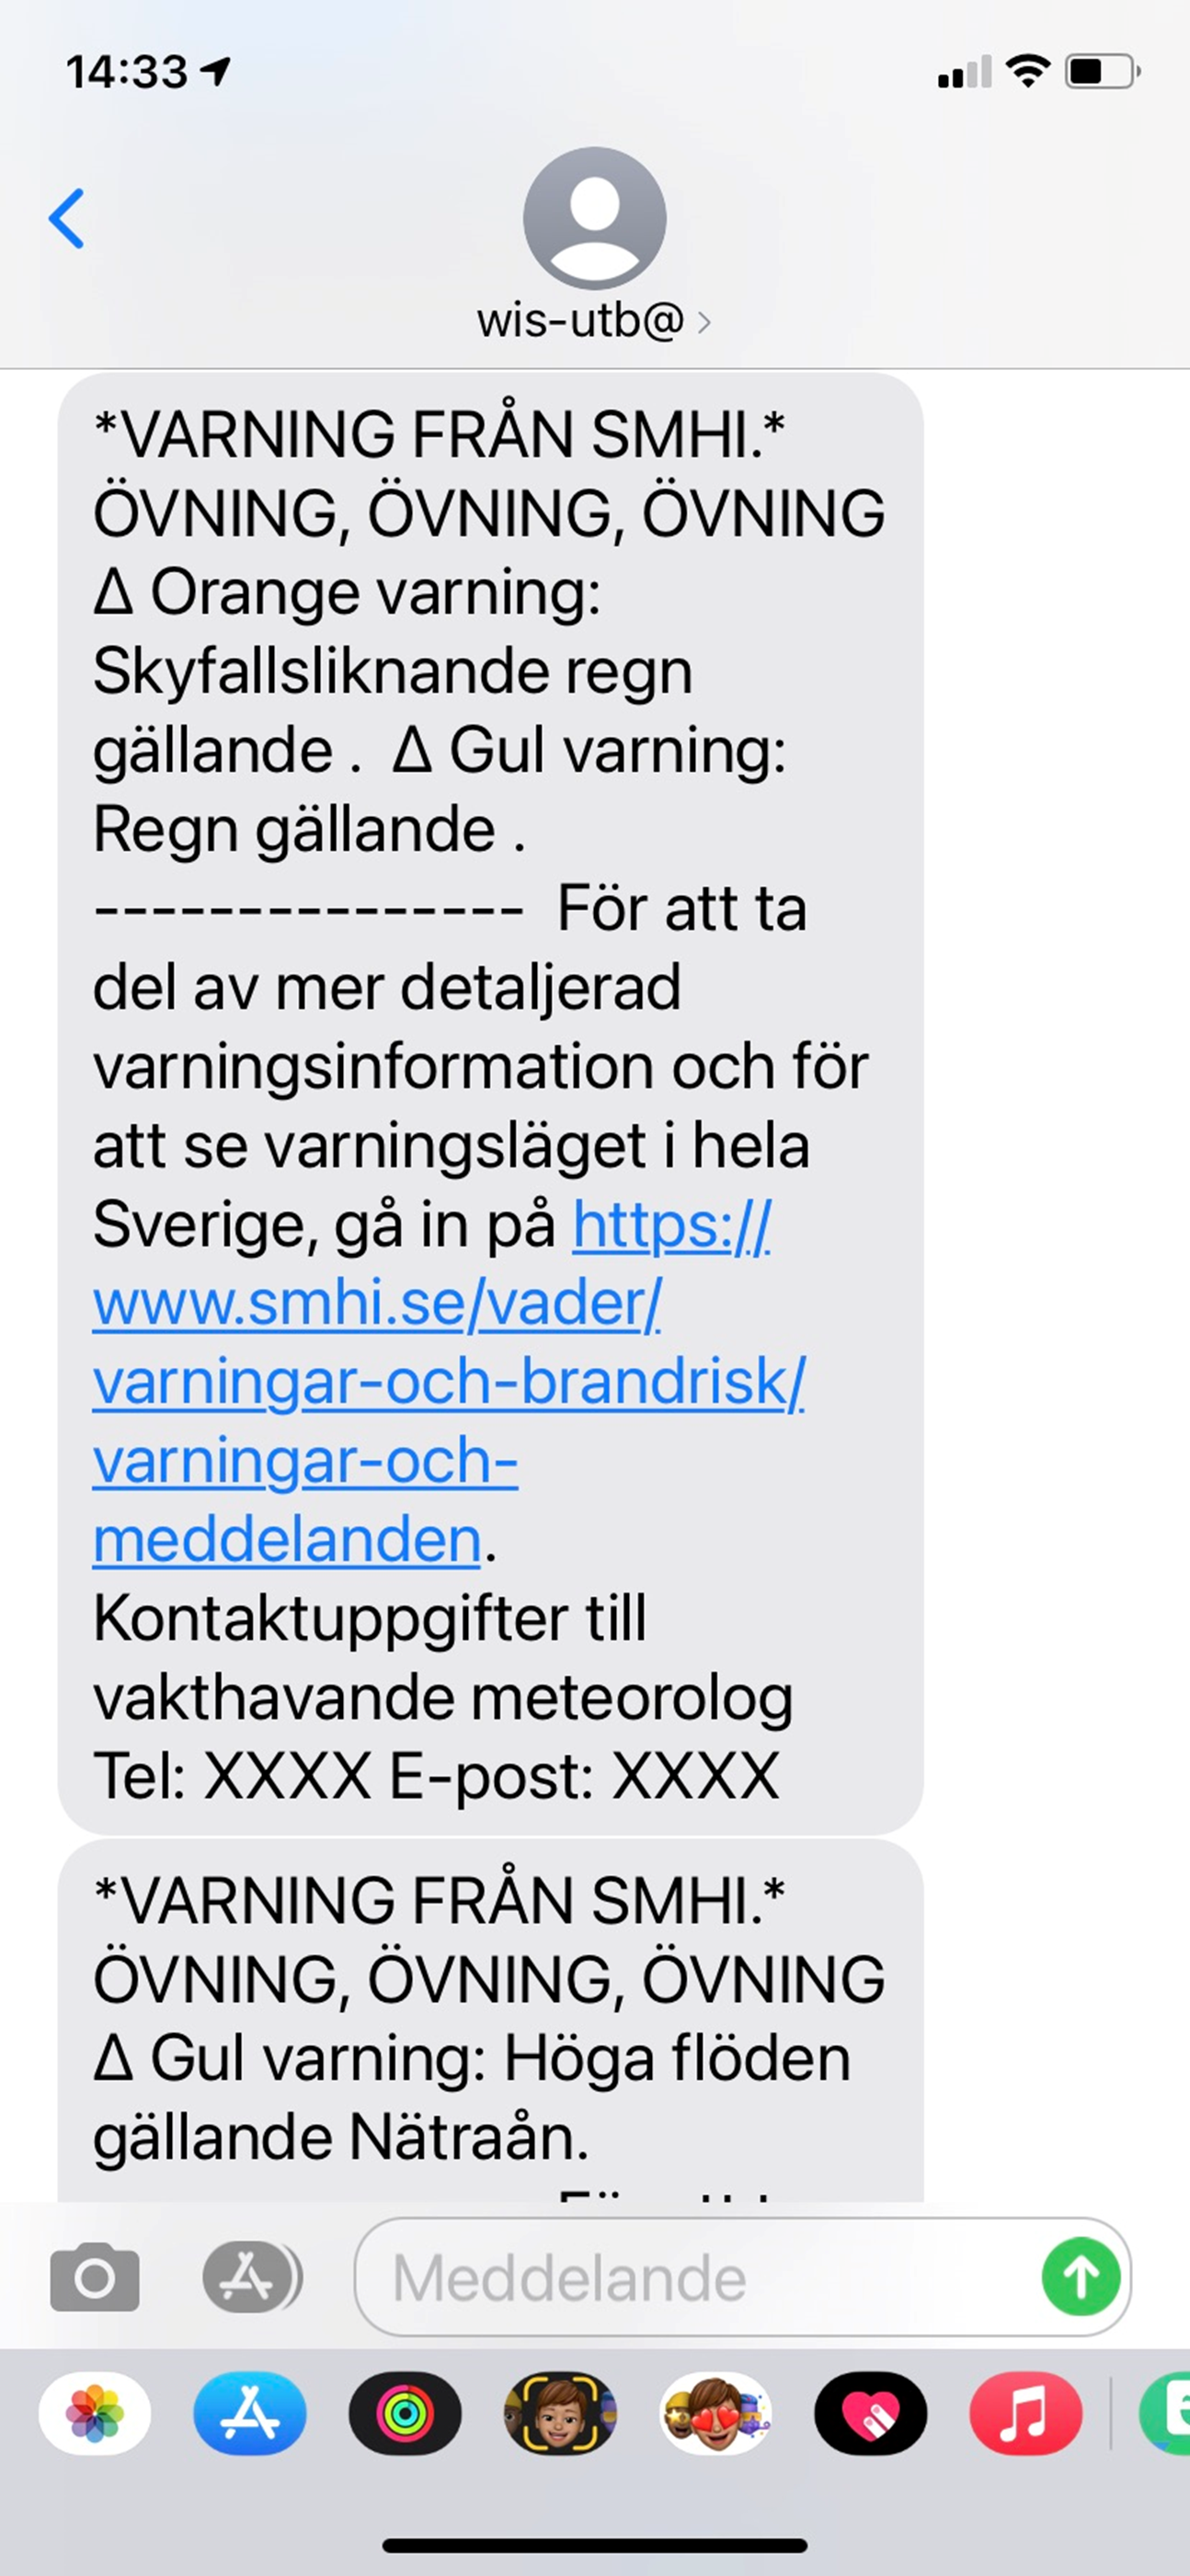 14:33
wis-utb@
*VARNING FRÅN SMHI.*
ÖVNING, ÖVNING, ÖVNING
Δ Orange varning:
Skyfallsliknande regn
gällande .  Δ Gul varning:
Regn gällande .
---------------  För att ta
del av mer detaljerad
varningsinformation och för
att se varningsläget i hela
Sverige, gå in på https://
www.smhi.se/vader/
varningar-och-brandrisk/
varningar-och-
meddelanden.
Kontaktuppgifter till
vakthavande meteorolog
Tel: XXXX E-post: XXXX
*VARNING FRÅN SMHI.*
ÖVNING, ÖVNING, ÖVNING
Δ Gul varning: Höga flöden
gällande Nätraån.
Meddelande